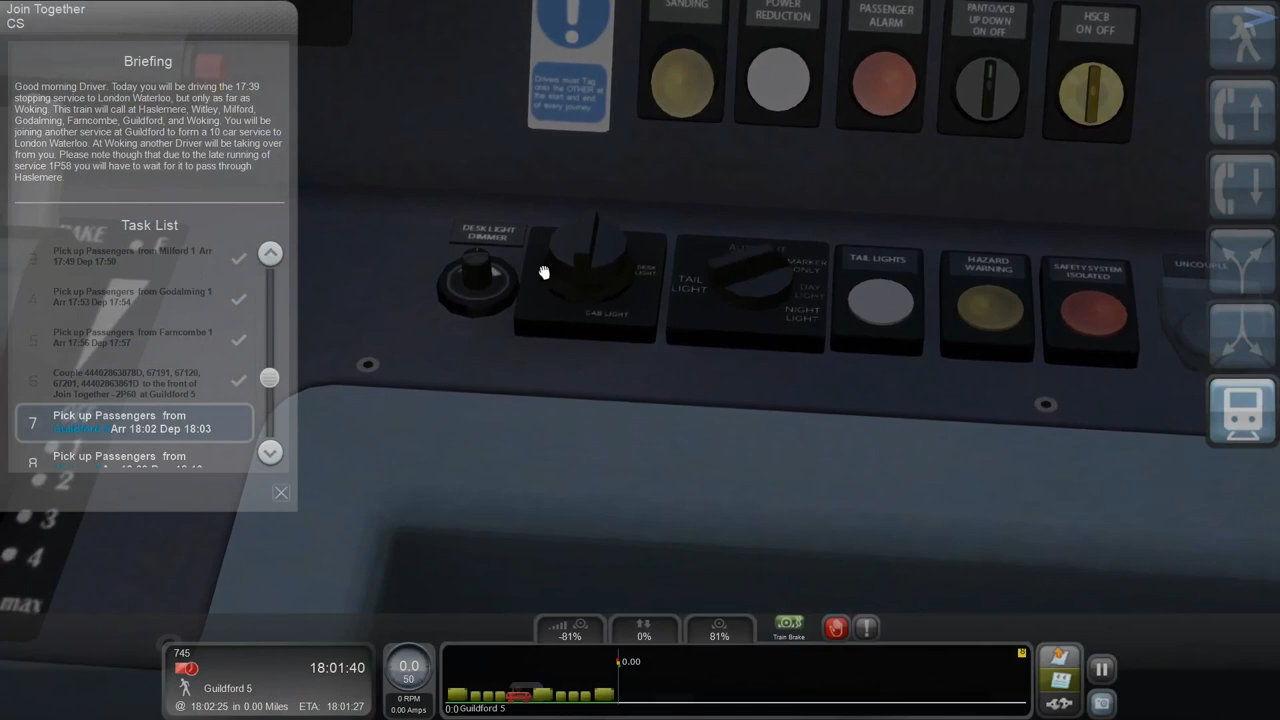 Join Together
CS
Briefing
Good morning Driver. Today you will be driving the 17:39
stopping service to London Waterloo, but only as far as
Woking. This train will call at Haslemere, Witley, Milford,
Godalming, Farncombe, Guildford, and Woking. You will be
joining another service at Guildford to form a 10 car service to
London Waterloo. At Woking another Driver will be taking over
from you. Please note though that due to the late running of
service 1P58 you will have to wait for it to pass through
Haslemere.
Task List
Pick up Passengers from Milford 1 Arr
17:49 Dep 17:50
Pick up Passengers from Godalming 1
Arr 17:53 Dep 17:54
Pick up Passengers from Farncombe 1
Arr 17:56 Dep 17:57
Couple 44402863878D, 67191, 67120,
67201, 44402863861D to the front of
Join Together - 2P60 at Guildford 5
7 Pick up Passengers from
Guildford 5 Arr 18:02 Dep 18:03
Pick up Passengers from
2
3
4
max
Drivers must Tag
onto the OTHER at
the start and end
of every journey
SANDING
POWER
REDUCTION
PASSENGER
ALARM
PANTO/VCB
UP DOWN
ON OFF
HSCB
ON OFF
DESK LIGHT
DIMMER
DESK
LIGHT
CAB LIGHT
TAIL
LIGHT
MARKER
ONLY
DAY
LIGHT
NIGHT
LIGHT
TAIL LIGHTS
HAZARD
WARNING
SAFETY SYSTEM
ISOLATED
UNCOUPLE
-81%
0%
81%
Train Brake
745
18:01:40
Guildford 5
@ 18:02:25 in 0.00 Miles ETA: 18:01:27
0.0
50
0 RPM
0.00 Amps
0.00
0:0 Guildford 5